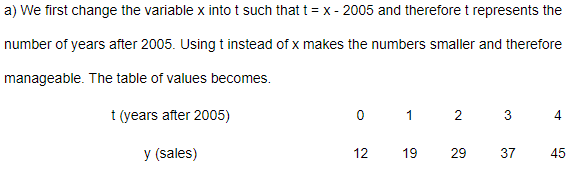 a) We first change the variable x into t such that t = x - 2005 and therefore t represents the
number of years after 2005. Using t instead of x makes the numbers smaller and therefore
manageable. The table of values becomes.
t (years after 2005) 0 1 2 3 4
y (sales) 12 19 29 37 45